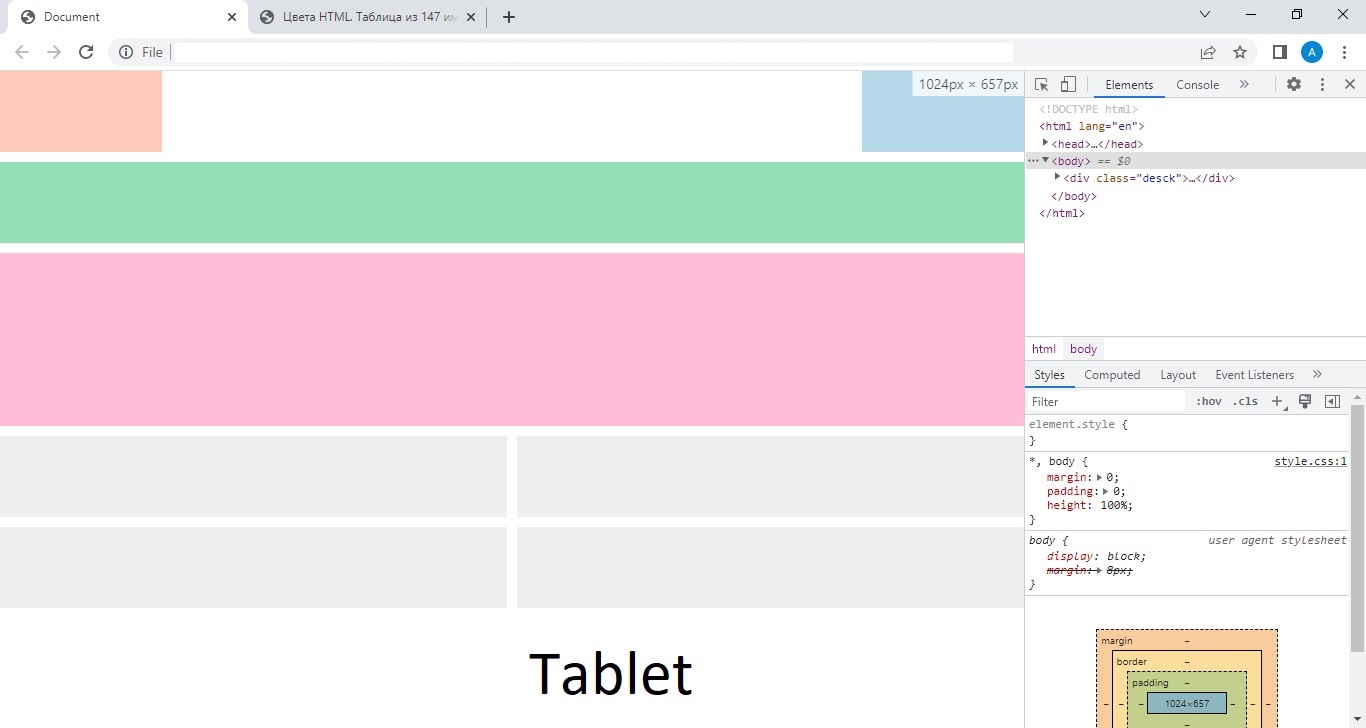 Document
Цвета HTML. Таблица из 147 им
File
1024px × 657px
Elements Console
<!DOCTYPE html>
<html lang="en">
<head>…</head>
<body> == $0
<div class="desck">…</div>
</body>
</html>
html body
Styles Computed Layout Event Listeners
Filter :hov .cls
element.style {
}
*, body { style.css:1
margin: 0;
padding: 0;
height: 100%;
}
body { user agent stylesheet
display: block;
margin: 8px;
}
margin –
border –
padding –
– – – 1024×657 – – –
–
Tablet
A